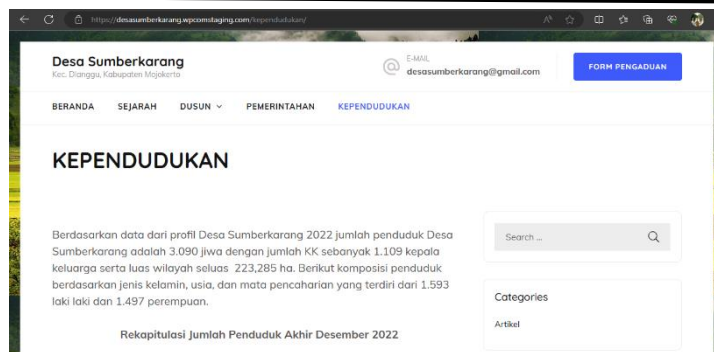 https://desasumberkarang.wpcomstaging.com/kependudukan/
Desa Sumberkarang
Kec. Dlanggu, Kabupaten Mojokerto
E-MAIL
desasumberkarang@gmail.com
FORM PENGADUAN
BERANDA SEJARAH DUSUN PEMERINTAHAN KEPENDUDUKAN
KEPENDUDUKAN
Berdasarkan data dari profil Desa Sumberkarang 2022 jumlah penduduk Desa
Sumberkarang adalah 3.090 jiwa dengan jumlah KK sebanyak 1.109 kepala
keluarga serta luas wilayah seluas 223,285 ha. Berikut komposisi penduduk
berdasarkan jenis kelamin, usia, dan mata pencaharian yang terdiri dari 1.593
laki laki dan 1.497 perempuan.
Rekapitulasi Jumlah Penduduk Akhir Desember 2022
Search ...
Categories
Artikel